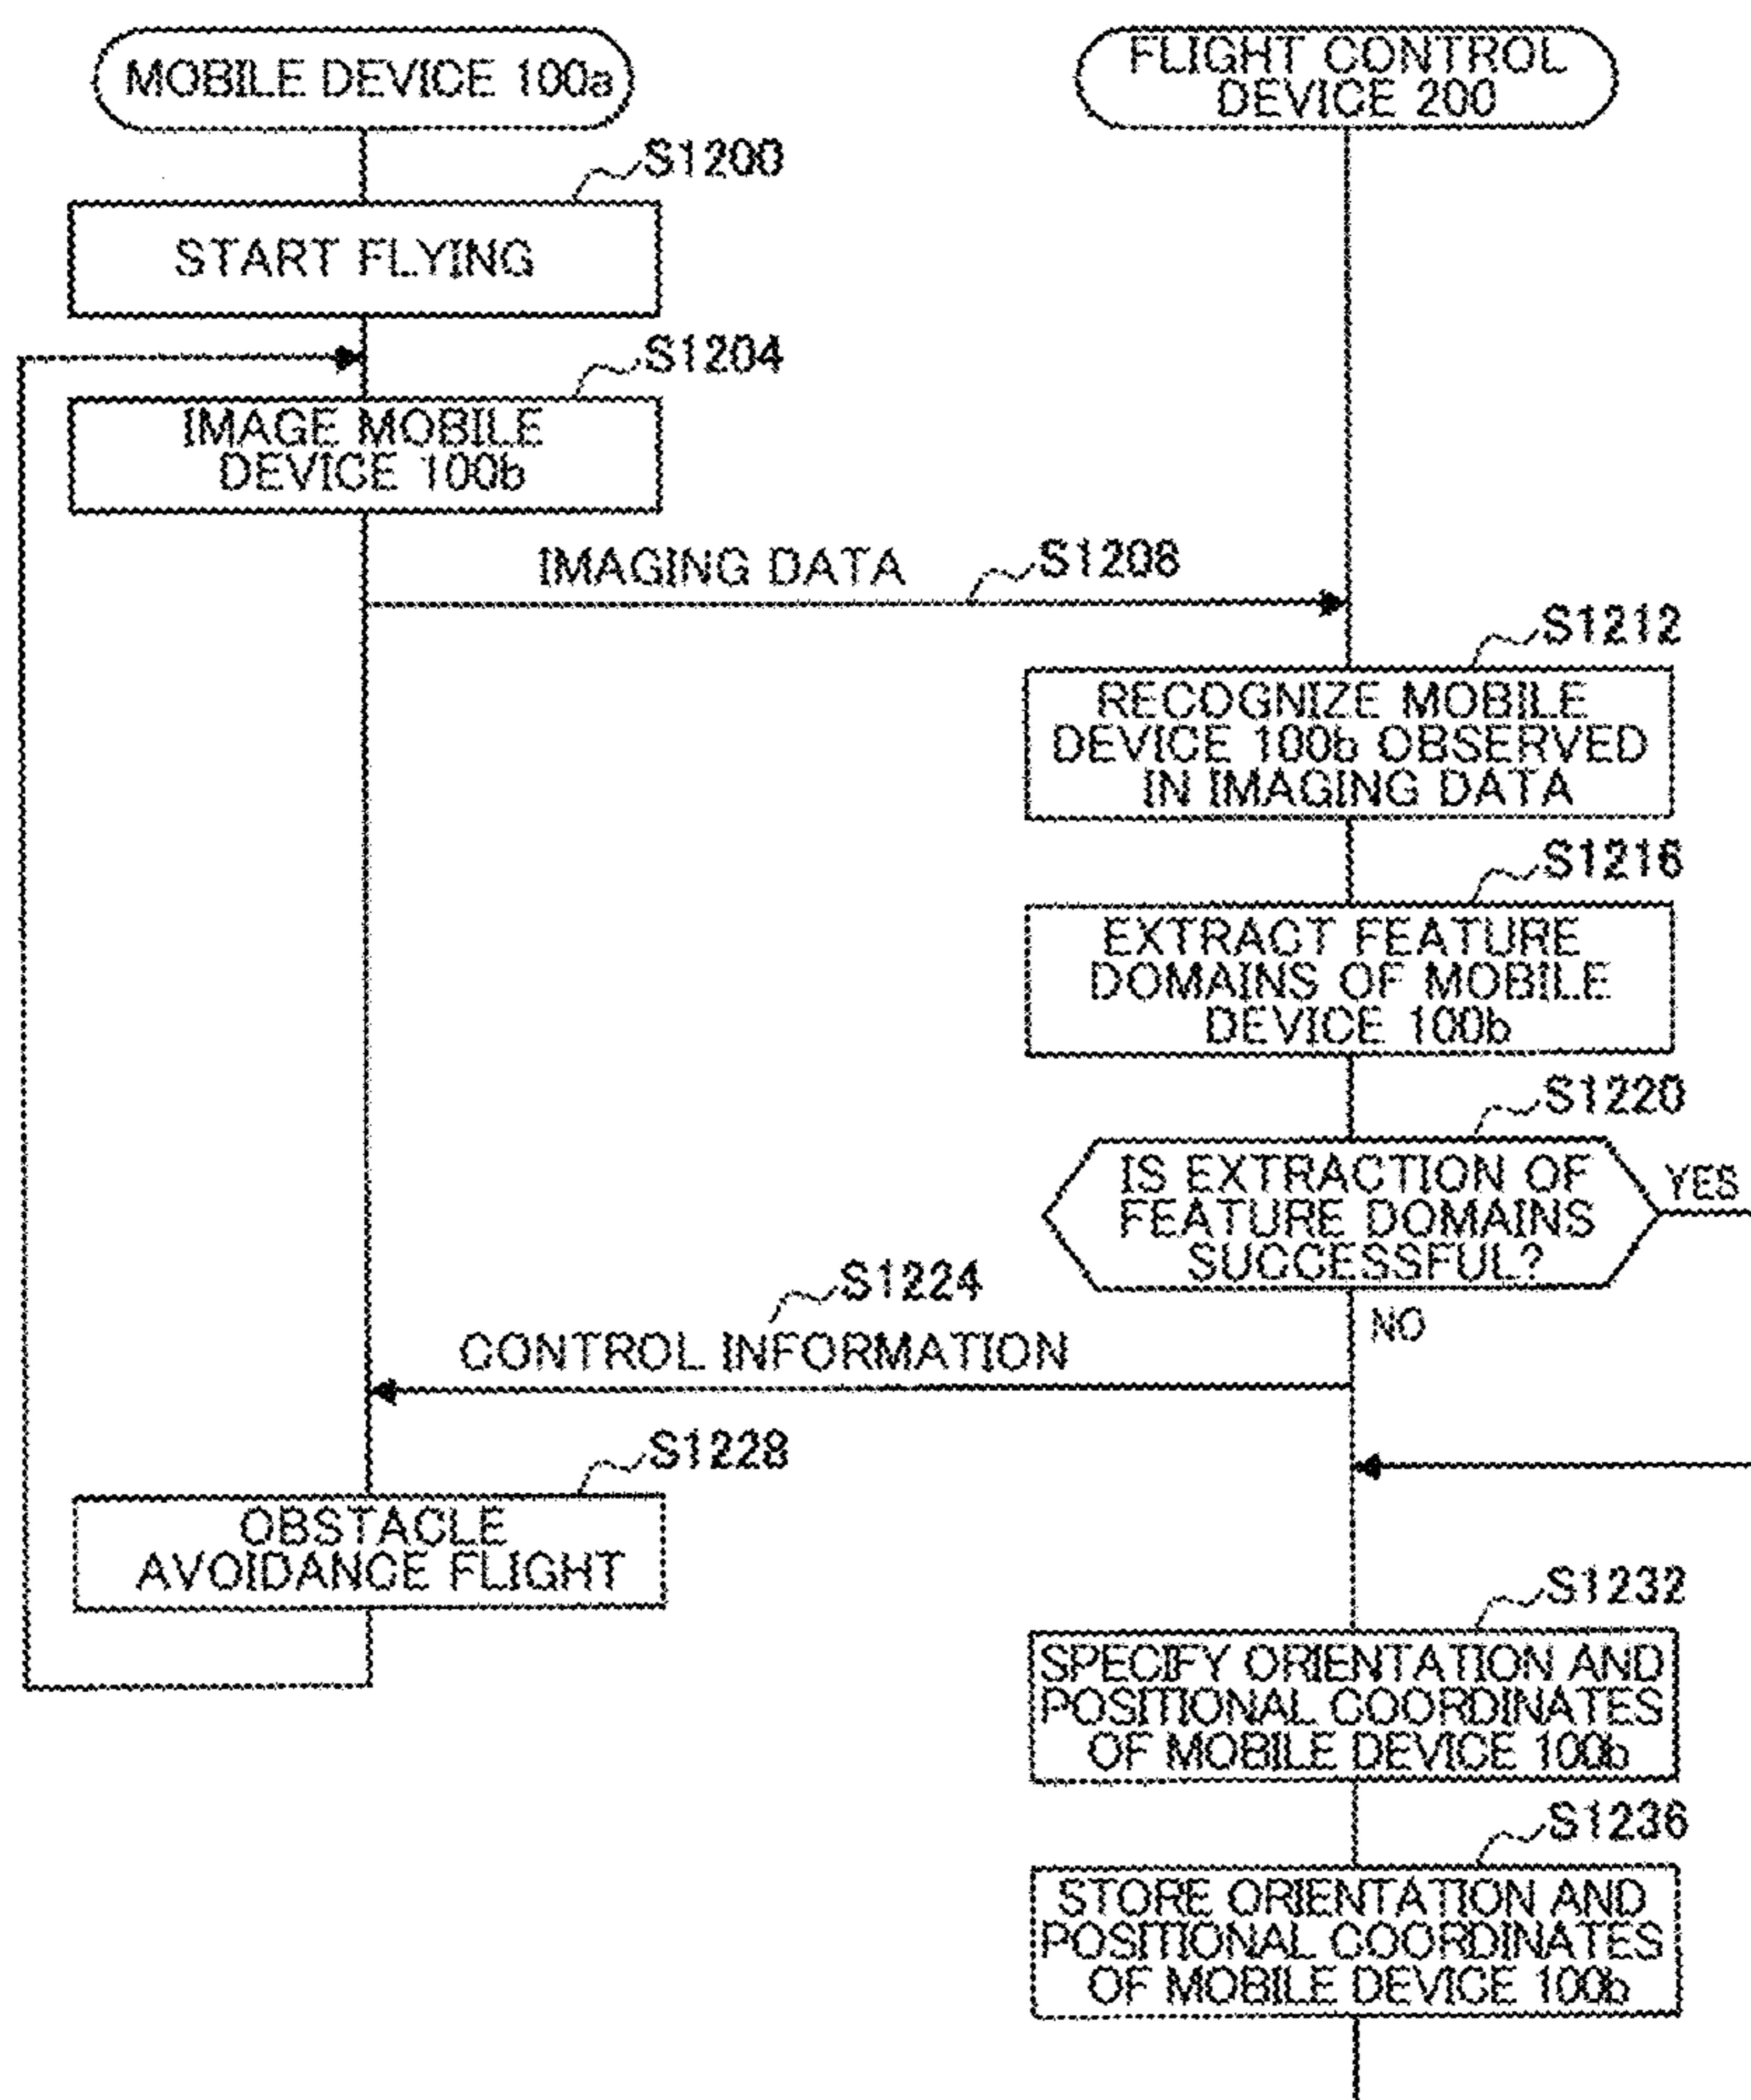 MOBILE DEVICE 100a
FLIGHT CONTROL
DEVICE 200
S1200
START FLYING
S1204
IMAGE MOBILE
DEVICE 100b
IMAGING DATA
S1208
S1212
RECOGNIZE MOBILE
DEVICE 100b OBSERVED
IN IMAGING DATA
S1216
EXTRACT FEATURE
DOMAINS OF MOBILE
DEVICE 100b
S1220
IS EXTRACTION OF
FEATURE DOMAINS
SUCCESSFUL?
YES
NO
S1224
CONTROL INFORMATION
S1228
OBSTACLE
AVOIDANCE FLIGHT
S1232
SPECIFY ORIENTATION AND
POSITIONAL COORDINATES
OF MOBILE DEVICE 100b
S1236
STORE ORIENTATION AND
POSITIONAL COORDINATES
OF MOBILE DEVICE 100b